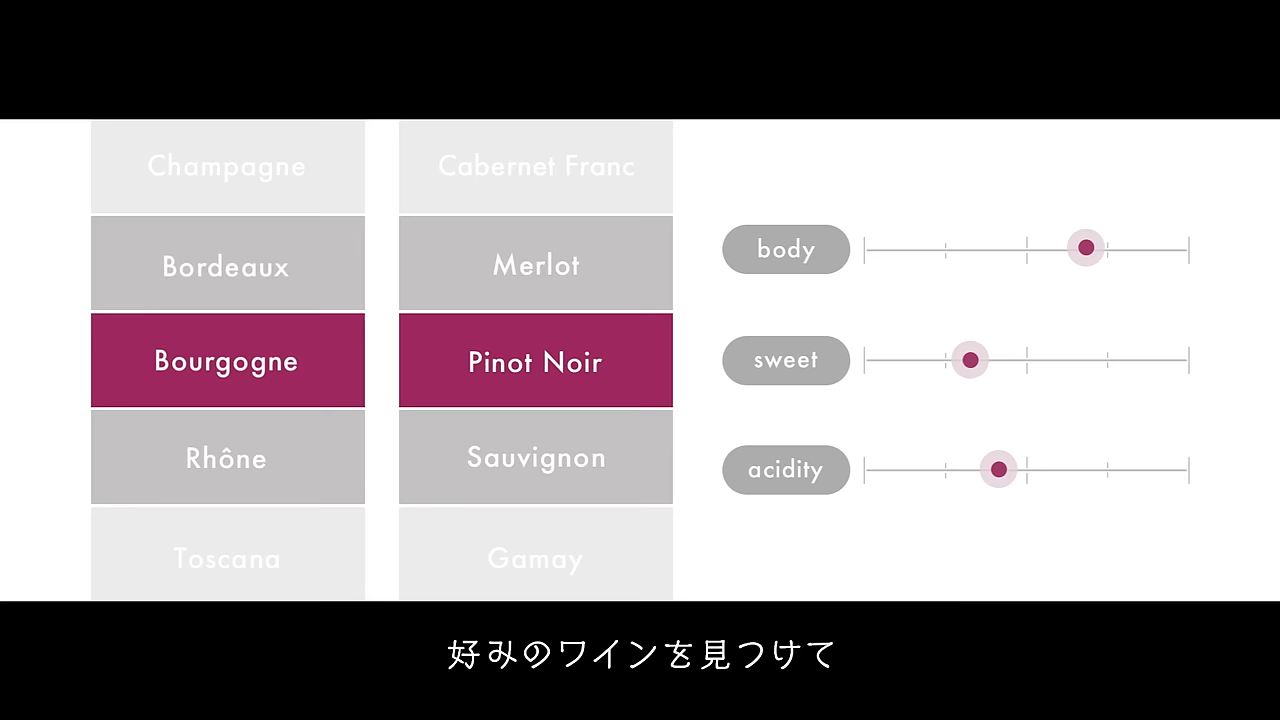 Champagne
Bordeaux
Bourgogne
Rhône
Toscana
Cabernet Franc
Merlot
Pinot Noir
Sauvignon
Gamay
body
sweet
acidity
好みのワインを見つけて